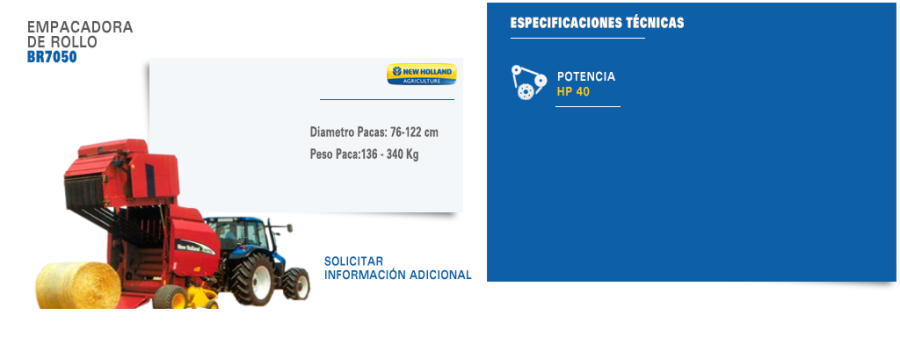 EMPACADORA
DE ROLLO
BR7050
NEW HOLLAND
AGRICULTURE
Diametro Pacas: 76-122 cm
Peso Paca:136 - 340 Kg
New Holland
SOLICITAR
INFORMACIÓN ADICIONAL
ESPECIFICACIONES TÉCNICAS
POTENCIA
HP 40